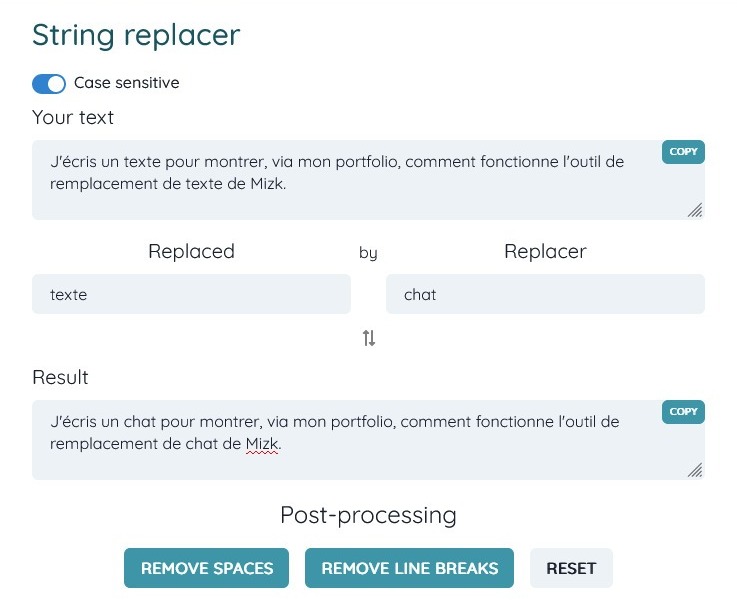 String replacer
Case sensitive
Your text
COPY
J'écris un texte pour montrer, via mon portfolio, comment fonctionne l'outil de
remplacement de texte de Mizk.
Replaced by Replacer
texte chat
Result
COPY
J'écris un chat pour montrer, via mon portfolio, comment fonctionne l'outil de
remplacement de chat de Mizk.
Post-processing
REMOVE SPACES REMOVE LINE BREAKS RESET